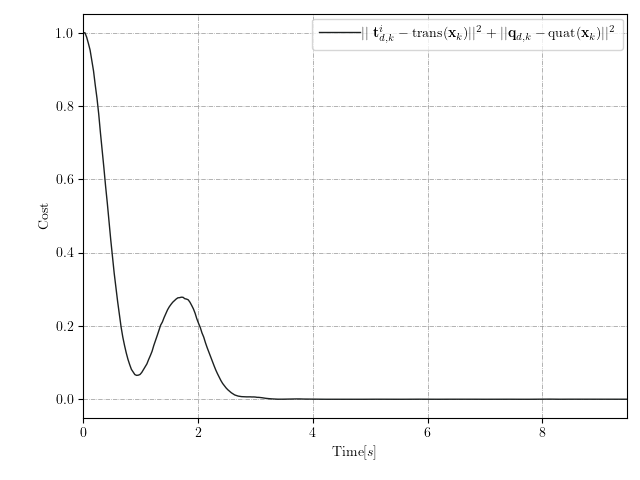 || t^i_{d,k} − trans(x_k)||^2 + ||q_{d,k} − quat(x_k)||^2
1.0
0.8
0.6
0.4
0.2
0.0
Cost
0 2 4 6 8
Time[s]